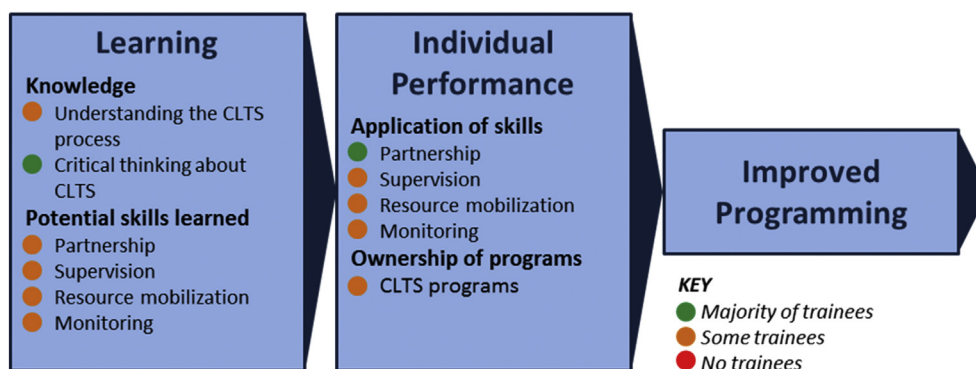 Learning
Knowledge
Understanding the CLTS
process
Critical thinking about
CLTS
Potential skills learned
Partnership
Supervision
Resource mobilization
Monitoring
Individual
Performance
Application of skills
Partnership
Supervision
Resource mobilization
Monitoring
Ownership of programs
CLTS programs
Improved
Programming
KEY
Majority of trainees
Some trainees
No trainees